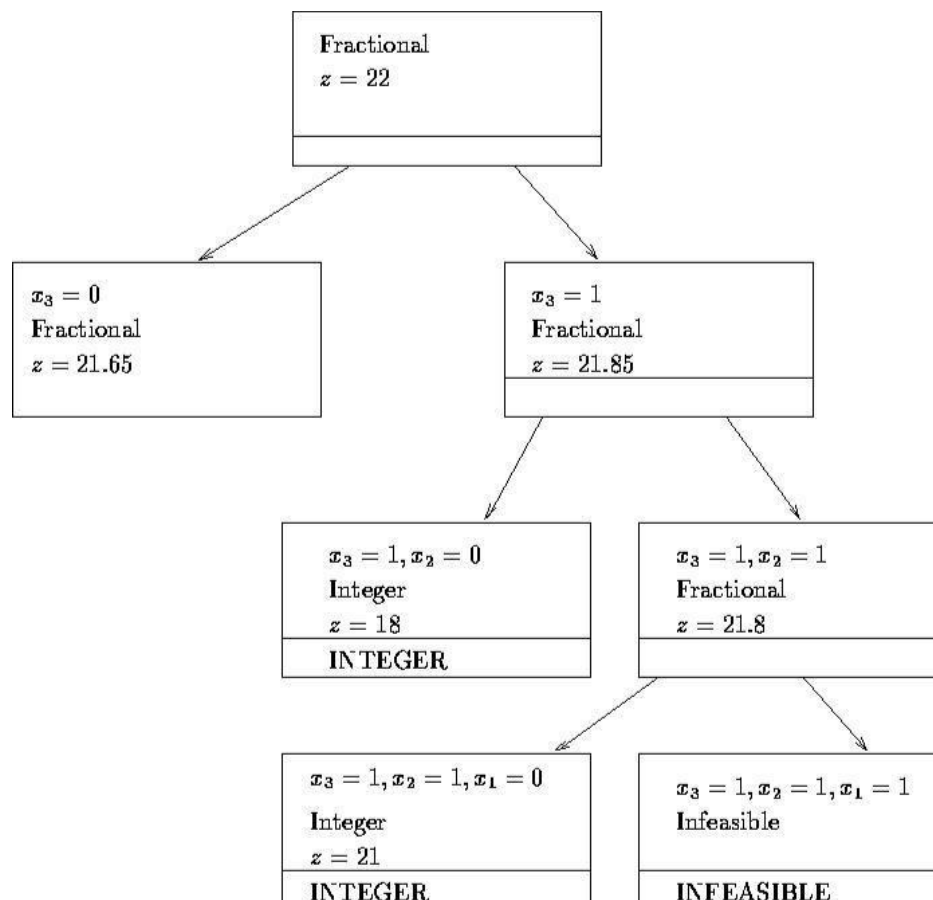 Fractional
z = 22
x₃ = 0
Fractional
z = 21.65
x₃ = 1
Fractional
z = 21.85
x₃ = 1, x₂ = 0
Integer
z = 18
INTEGER
x₃ = 1, x₂ = 1
Fractional
z = 21.8
x₃ = 1, x₂ = 1, x₁ = 0
Integer
z = 21
INTEGER
x₃ = 1, x₂ = 1, x₁ = 1
Infeasible
INFEASIBLE